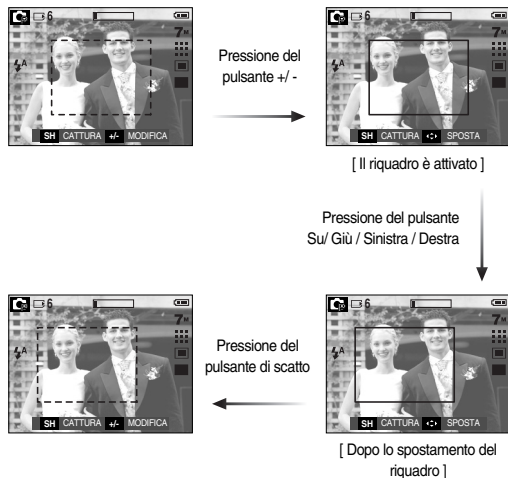 6
7M
Pressione del
pulsante +/ -
6
7M
A
A
SH CATTURA +/- MODIFICA
SH CATTURA SPOSTA
[ Il riquadro è attivato ]
Pressione del pulsante
Su/ Giù / Sinistra / Destra
6
7M
Pressione del
pulsante di scatto
6
7M
A
A
SH CATTURA +/- MODIFICA
SH CATTURA SPOSTA
[ Dopo lo spostamento del
riquadro ]